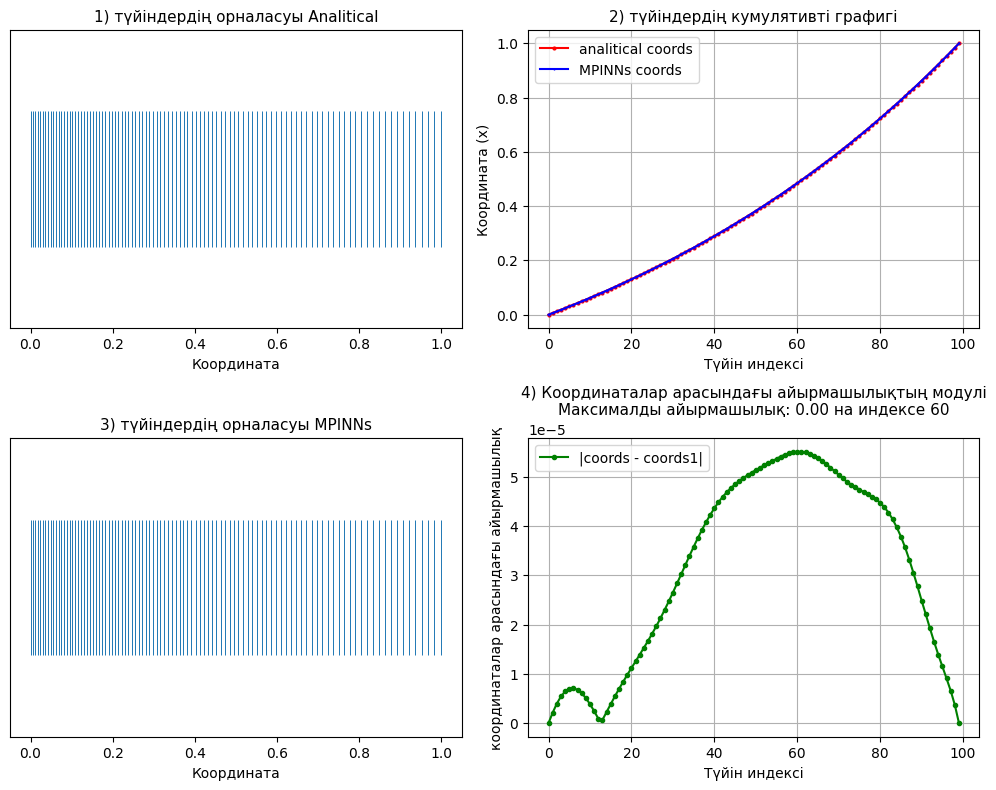 1) түйіндердің орналасуы Analitical
0.0 0.2 0.4 0.6 0.8 1.0
Координата
2) түйіндердің кумулятивті графигі
analitical coords
MPINNs coords
Координата (x)
1.0
0.8
0.6
0.4
0.2
0.0
0 20 40 60 80 100
Түйін индексі
3) түйіндердің орналасуы MPINNs
0.0 0.2 0.4 0.6 0.8 1.0
Координата
4) Координаталар арасындағы айырмашылықтың модулі
Максималды айырмашылық: 0.00 на индексе 60
1e−5
|coords - coords1|
координаталар арасындағы айырмашылық
5
4
3
2
1
0
0 20 40 60 80 100
Түйін индексі